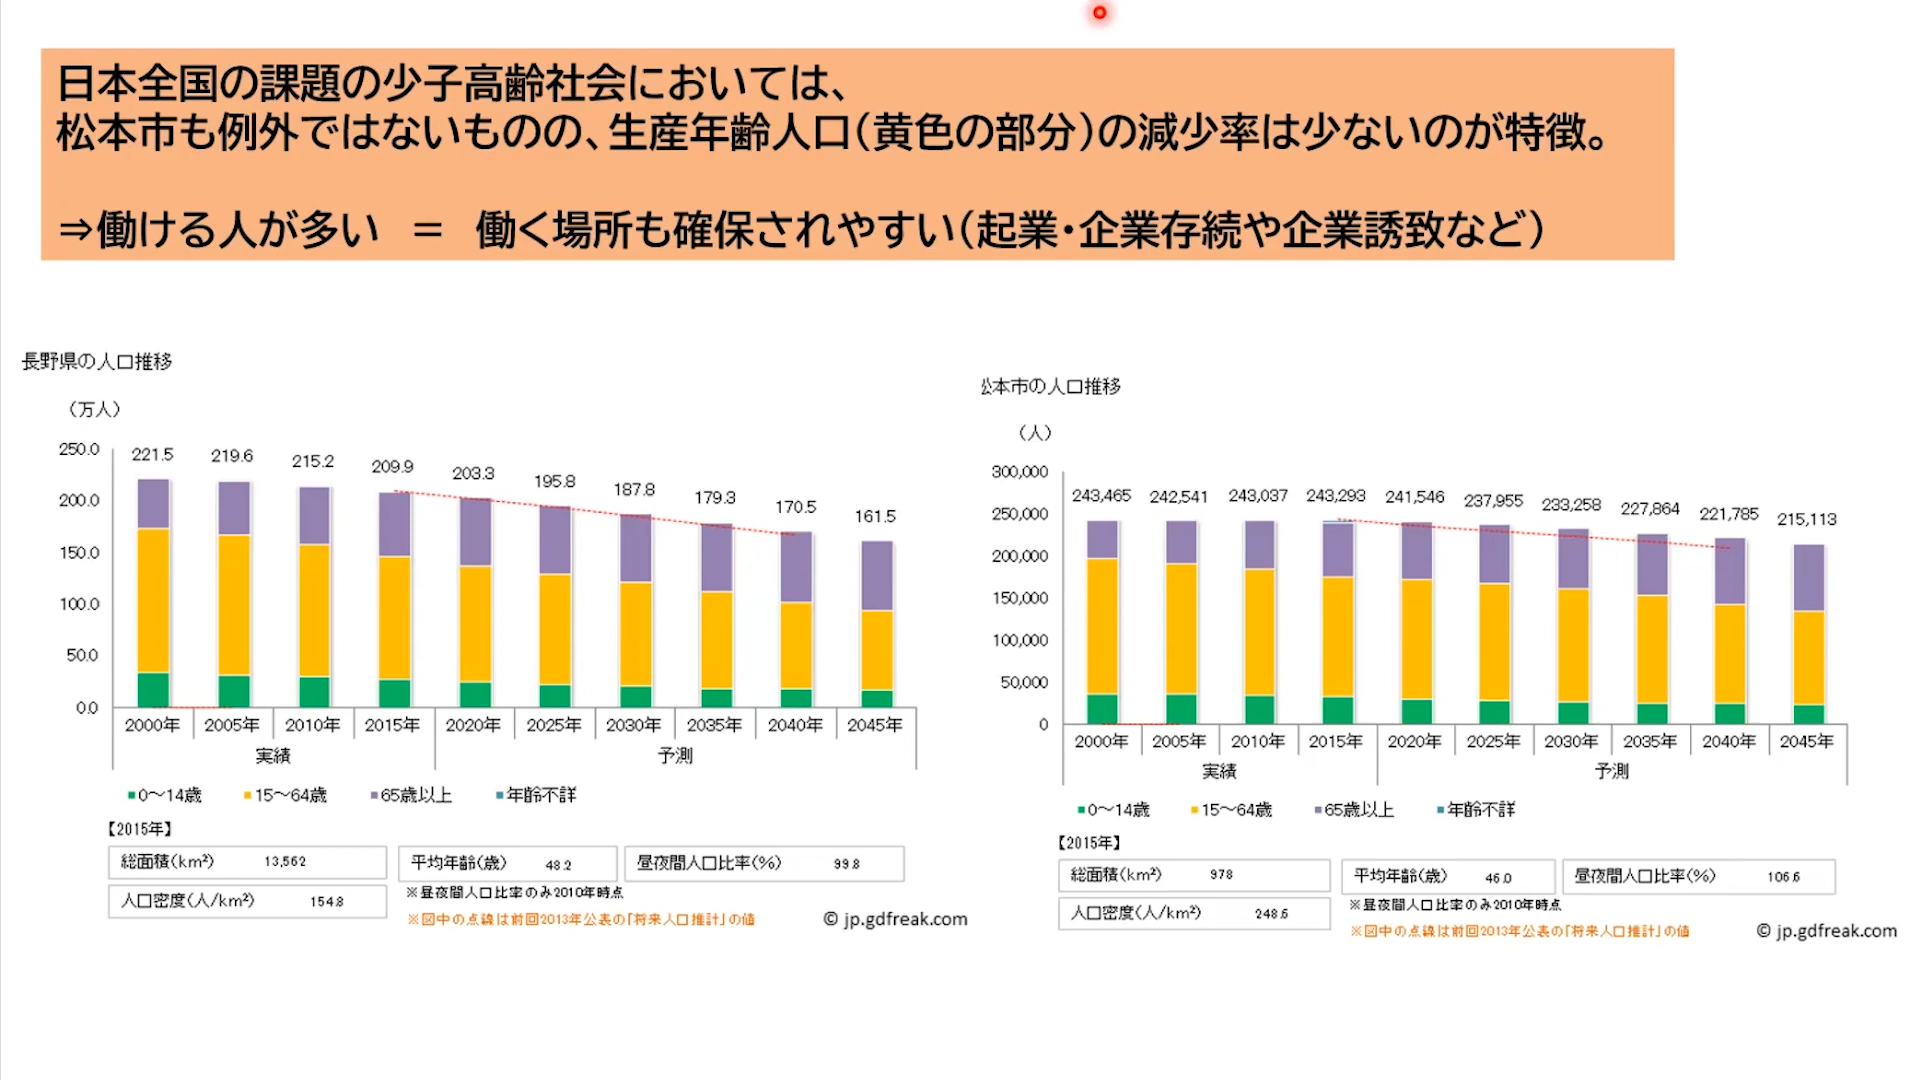 日本全国の課題の少子高齢社会においては、
松本市も例外ではないものの、生産年齢人口（黄色の部分）の減少率は少ないのが特徴。
⇒働ける人が多い　＝　働く場所も確保されやすい（起業・企業存続や企業誘致など）
長野県の人口推移
（万人）
250.0
200.0
150.0
100.0
50.0
0.0
221.5 219.6 215.2 209.9 203.3 195.8 187.8 179.3 170.5 161.5
2000年 2005年 2010年 2015年 2020年 2025年 2030年 2035年 2040年 2045年
実績 予測
■0～14歳 ■15～64歳 ■65歳以上 ■年齢不詳
【2015年】
総面積（km²） 13,562
平均年齢（歳） 48.2
昼夜間人口比率（%） 99.8
人口密度（人/km²） 154.8
※昼夜間人口比率のみ2010年時点
※図中の点線は前回2013年公表の「将来人口推計」の値
© jp.gdfreak.com
松本市の人口推移
（人）
300,000
250,000
200,000
150,000
100,000
50,000
0
243,465 242,541 243,037 243,293 241,546 237,955 233,258 227,864 221,785 215,113
2000年 2005年 2010年 2015年 2020年 2025年 2030年 2035年 2040年 2045年
実績 予測
■0～14歳 ■15～64歳 ■65歳以上 ■年齢不詳
【2015年】
総面積（km²） 978
平均年齢（歳） 46.0
昼夜間人口比率（%） 106.6
人口密度（人/km²） 248.6
※昼夜間人口比率のみ2010年時点
※図中の点線は前回2013年公表の「将来人口推計」の値
© jp.gdfreak.com